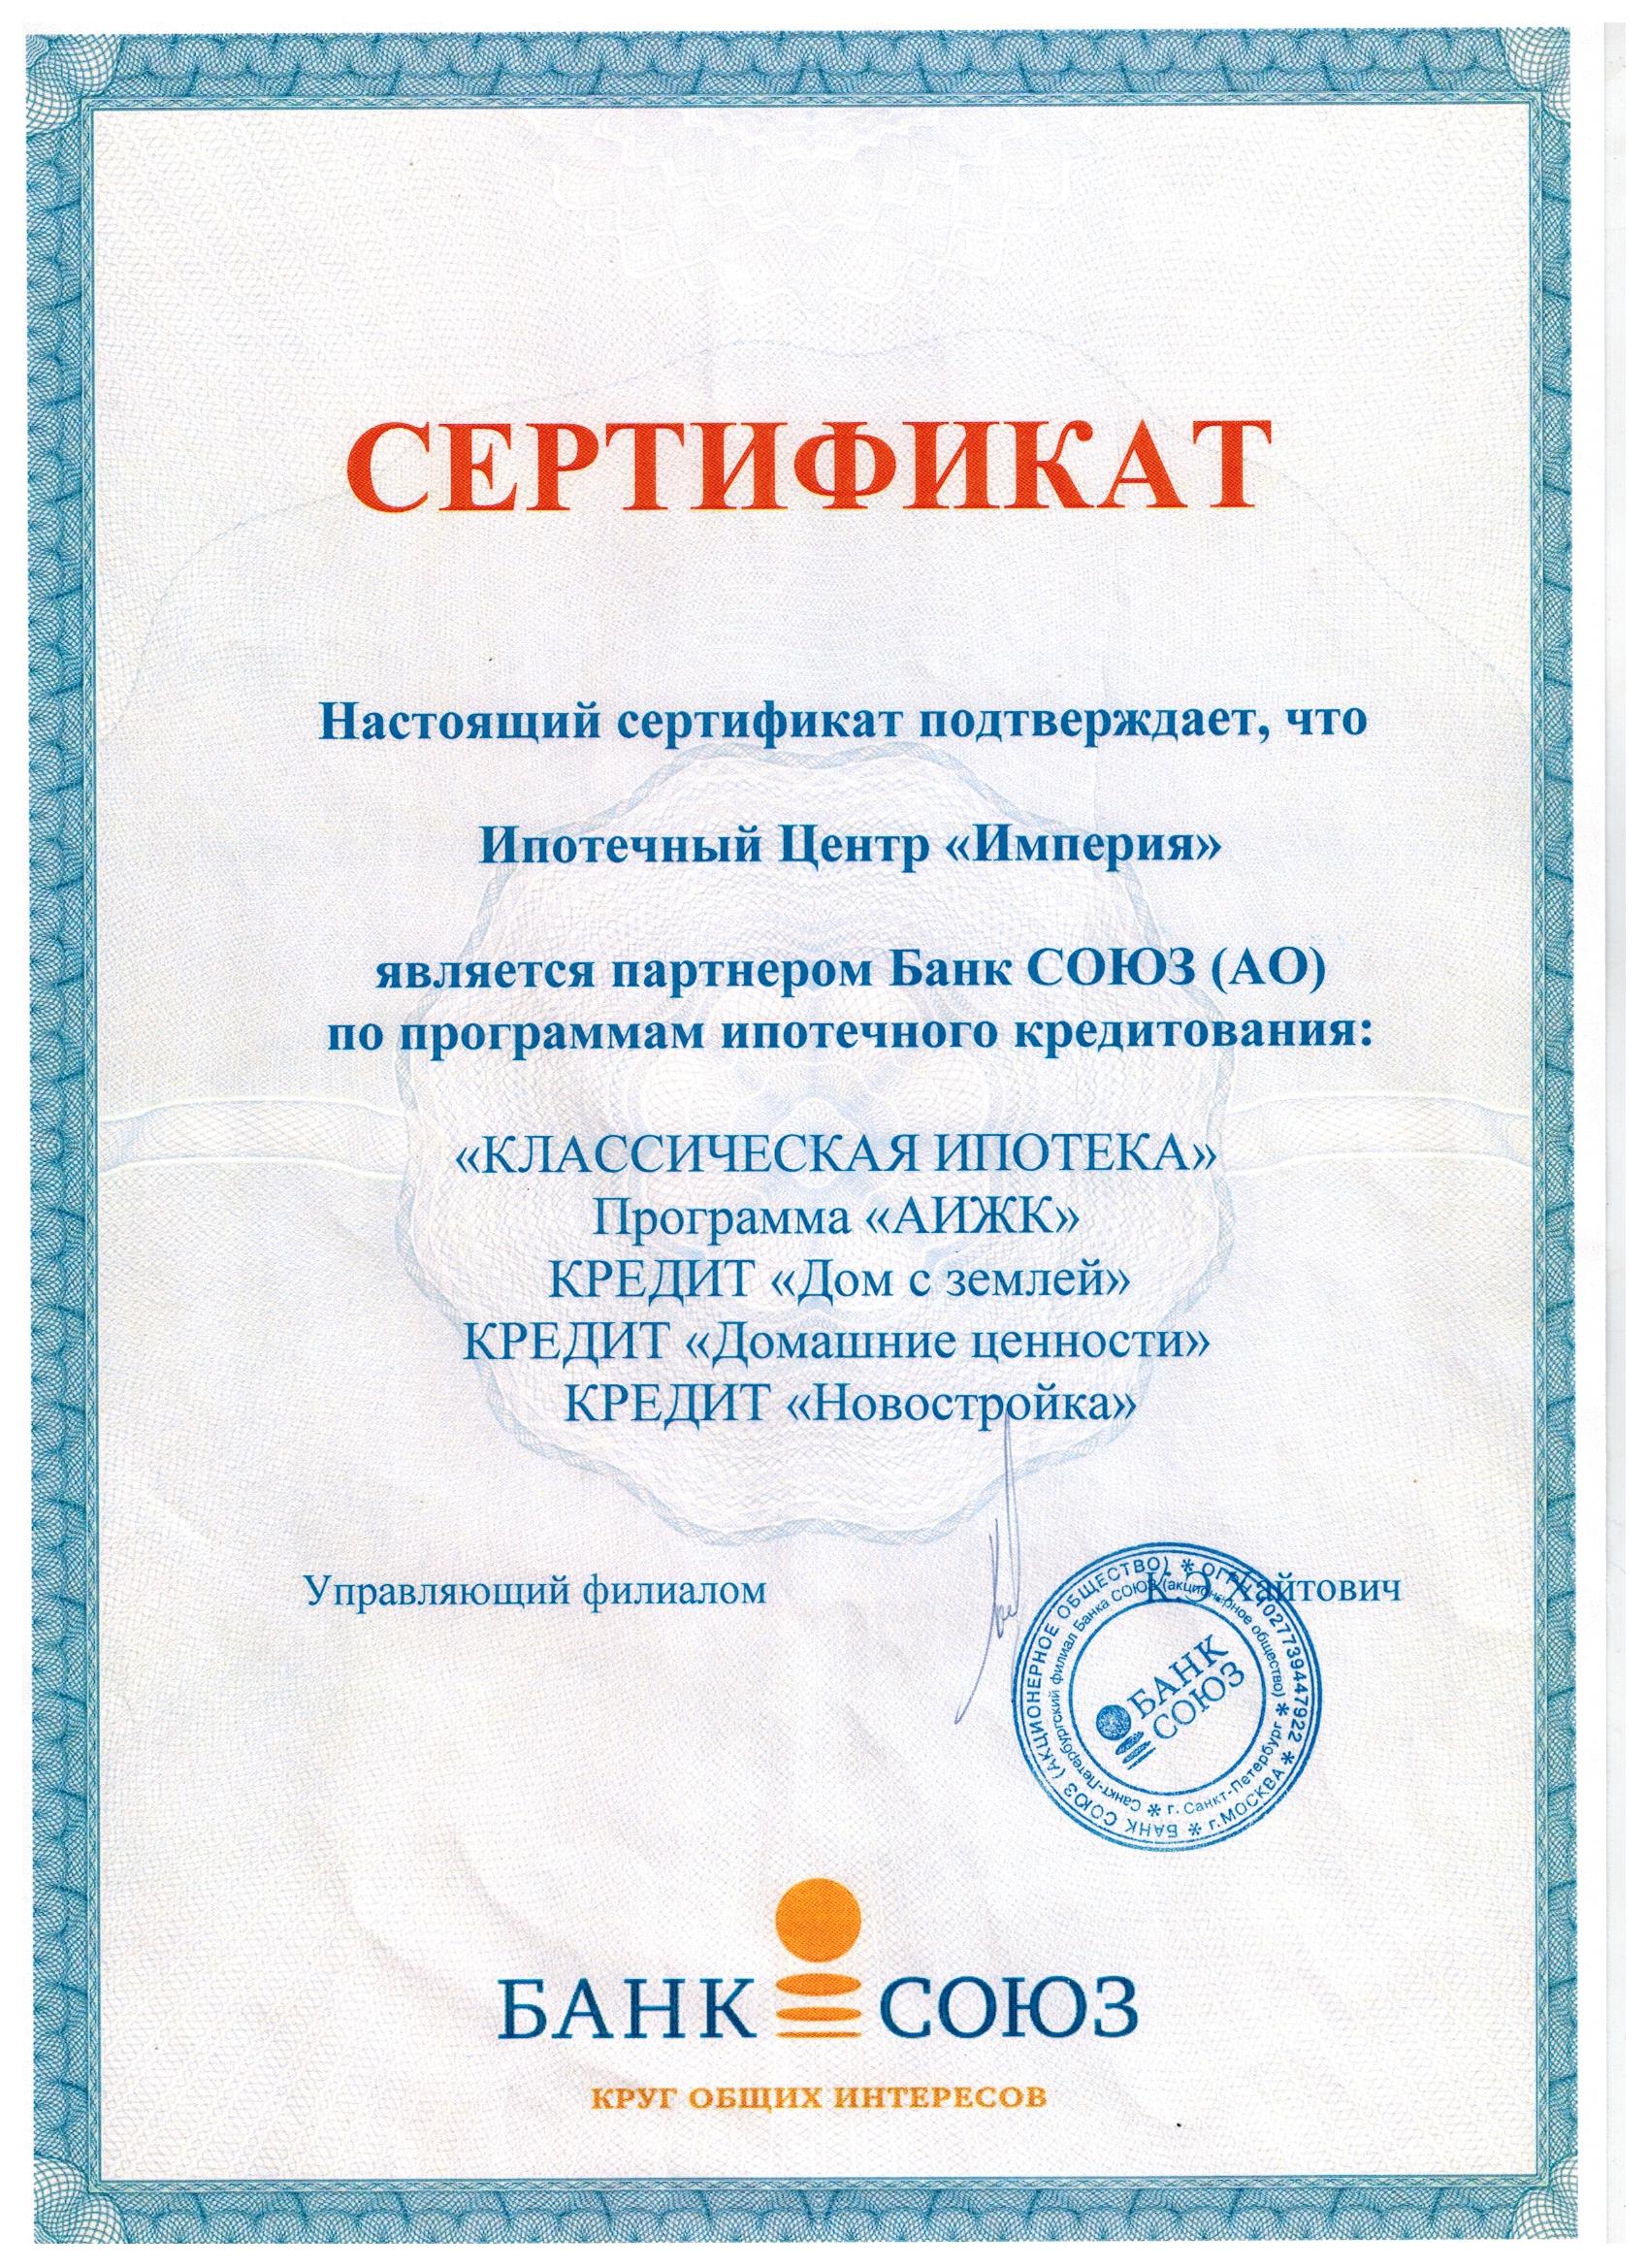 СЕРТИФИКАТ
Настоящий сертификат подтверждает, что
Ипотечный Центр «Империя»
является партнером Банк СОЮЗ (АО)
по программам ипотечного кредитования:
«КЛАССИЧЕСКАЯ ИПОТЕКА»
Программа «АИЖК»
КРЕДИТ «Дом с землей»
КРЕДИТ «Домашние ценности»
КРЕДИТ «Новостройка»
Управляющий филиалом К.Э. Хайтович
БАНК СОЮЗ (АКЦИОНЕРНОЕ ОБЩЕСТВО) * ОГРН 1027739447922 * г. МОСКВА *
Санкт-Петербургский филиал Банка СОЮЗ (акционерное общество) * г. Санкт-Петербург *
БАНК
СОЮЗ
БАНК СОЮЗ
КРУГ ОБЩИХ ИНТЕРЕСОВ